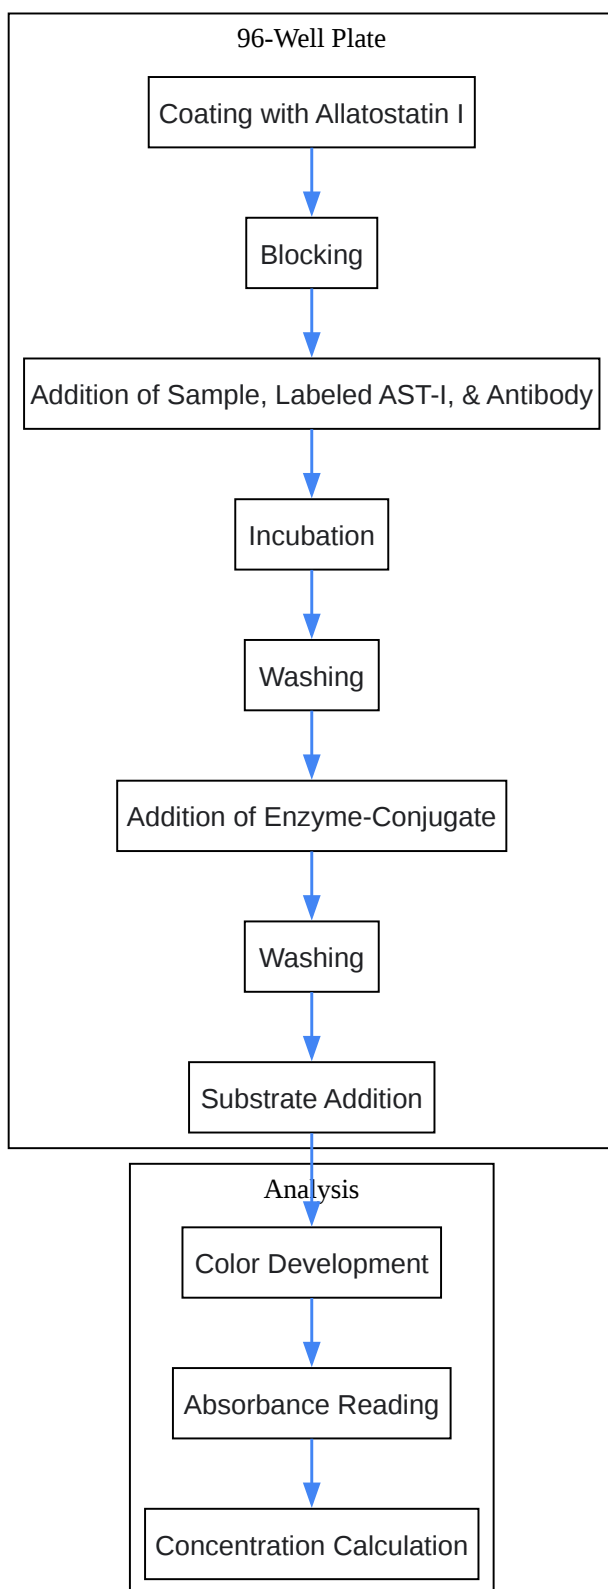 96-Well Plate
Coating with Allatostatin I
Blocking
Addition of Sample, Labeled AST-I, & Antibody
Incubation
Washing
Addition of Enzyme-Conjugate
Washing
Substrate Addition
Analysis
Color Development
Absorbance Reading
Concentration Calculation